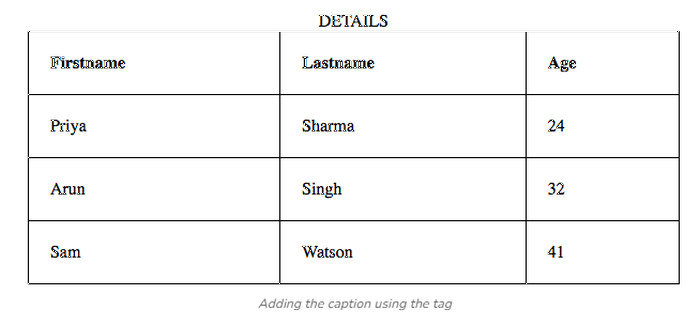 DETAILS
Firstname Lastname Age
Priya Sharma 24
Arun Singh 32
Sam Watson 41
Adding the caption using the tag